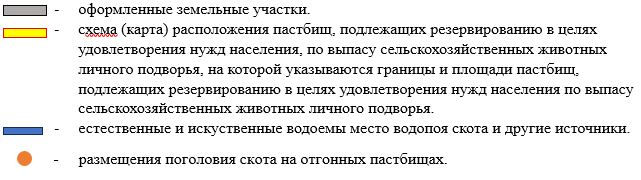 - оформленные земельные участки.
- схема (карта) расположения пастбищ, подлежащих резервированию в целях
удовлетворения нужд населения, по выпасу сельскохозяйственных животных
личного подворья, на которой указываются границы и площади пастбищ,
подлежащих резервированию в целях удовлетворения нужд населения по выпасу
сельскохозяйственных животных личного подворья.
- естественные и искуственные водоемы место водопоя скота и другие источники.
- размещения поголовия скота на отгонных пастбищах.